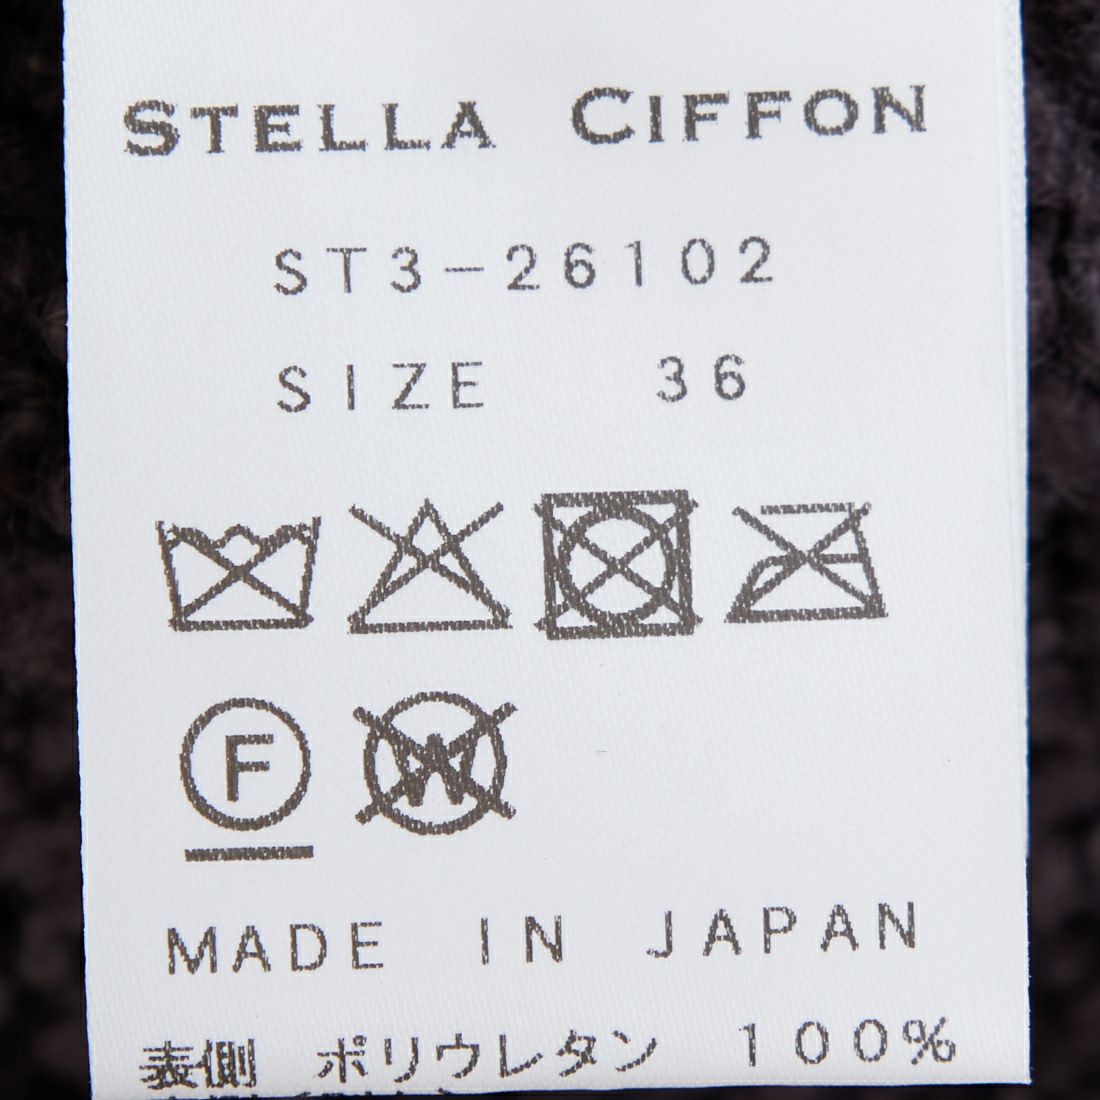 STELLA CIFFON
ST3-26102
SIZE 36
F W
MADE IN JAPAN
表側 ポリウレタン 100%